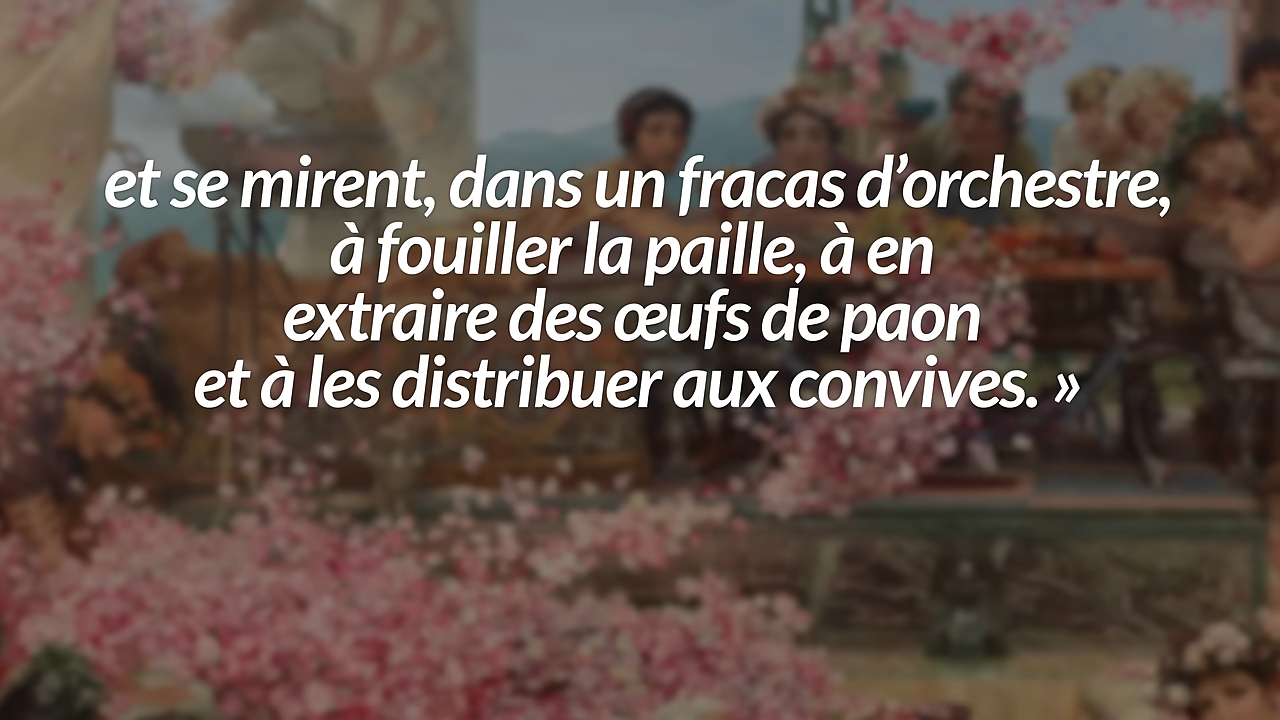 et se mirent, dans un fracas d’orchestre,
à fouiller la paille, à en
extraire des œufs de paon
et à les distribuer aux convives. »